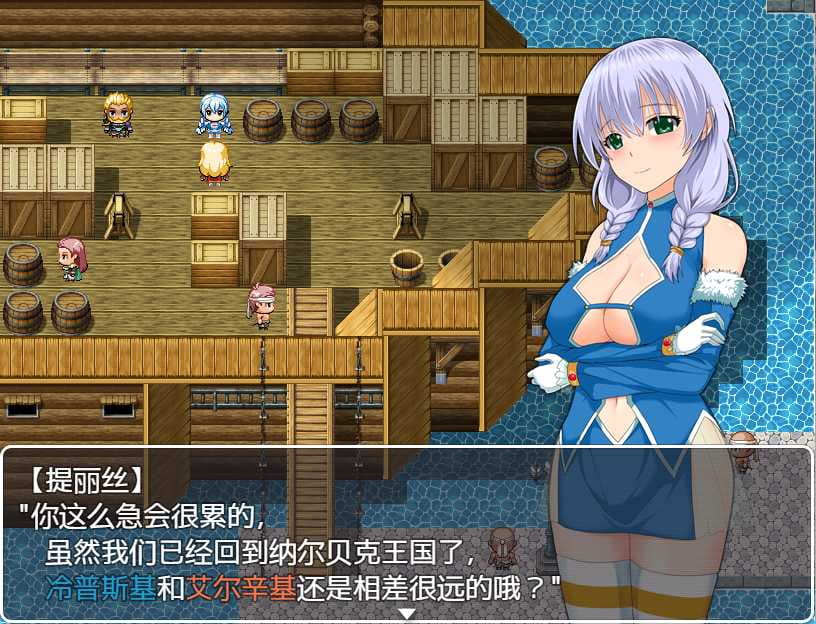 【提丽丝】
"你这么急会很累的，
虽然我们已经回到纳尔贝克王国了，
冷普斯基和艾尔辛基还是相差很远的哦？"